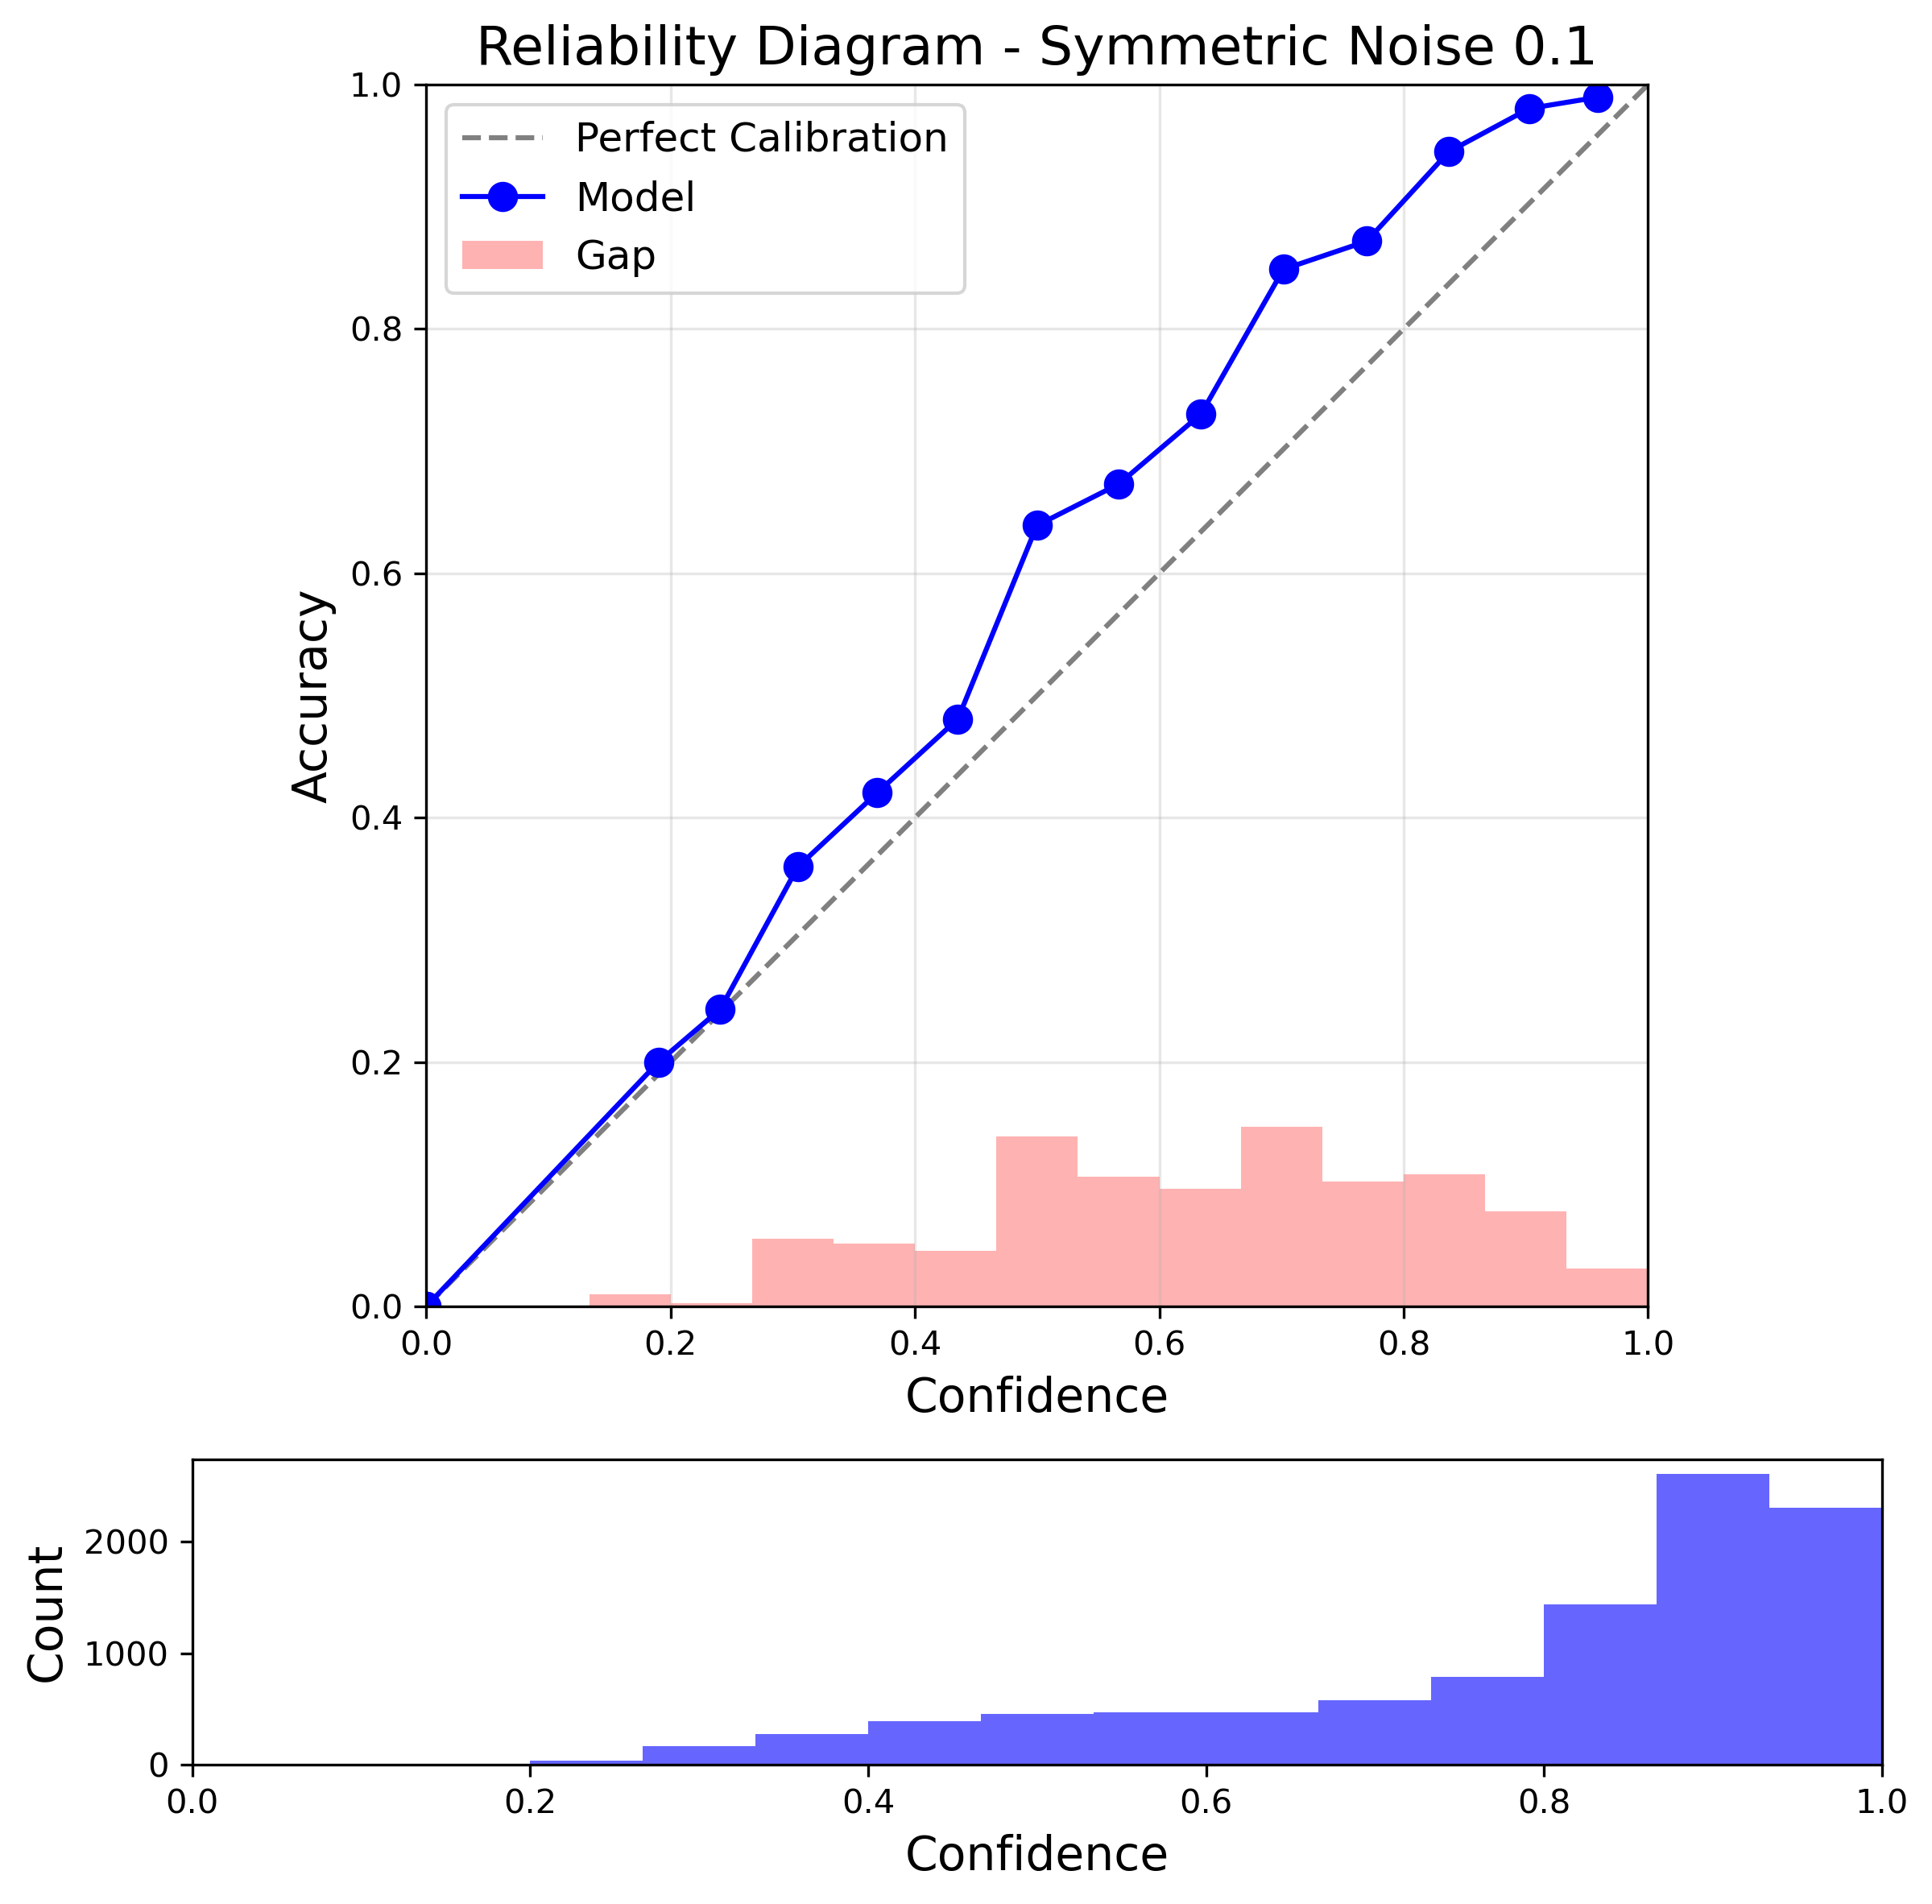 Reliability Diagram - Symmetric Noise 0.1
1.0
0.8
0.6
0.4
0.2
0.0
Accuracy
Perfect Calibration
Model
Gap
0.0 0.2 0.4 0.6 0.8 1.0
Confidence
2000
1000
0
Count
0.0 0.2 0.4 0.6 0.8 1.0
Confidence